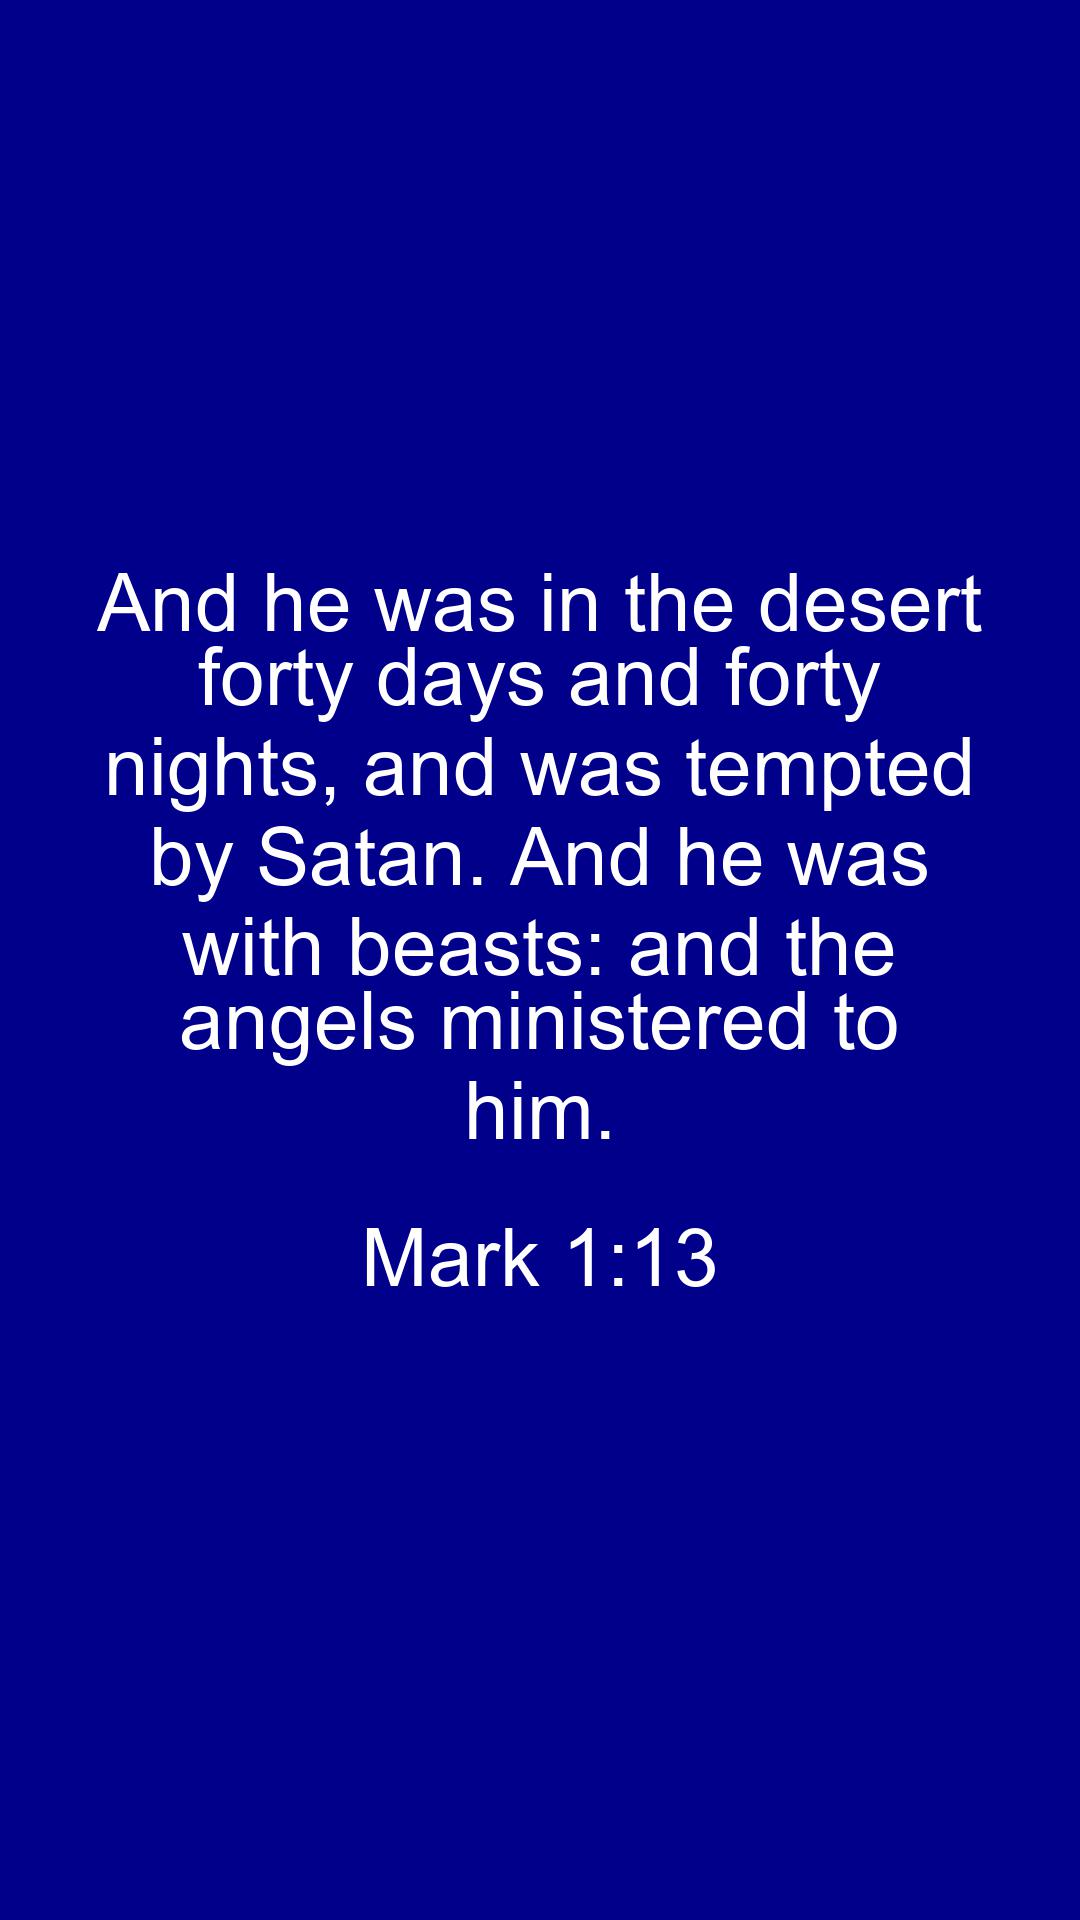 And he was in the desert
forty days and forty
nights, and was tempted
by Satan. And he was
with beasts: and the
angels ministered to
him.
Mark 1:13